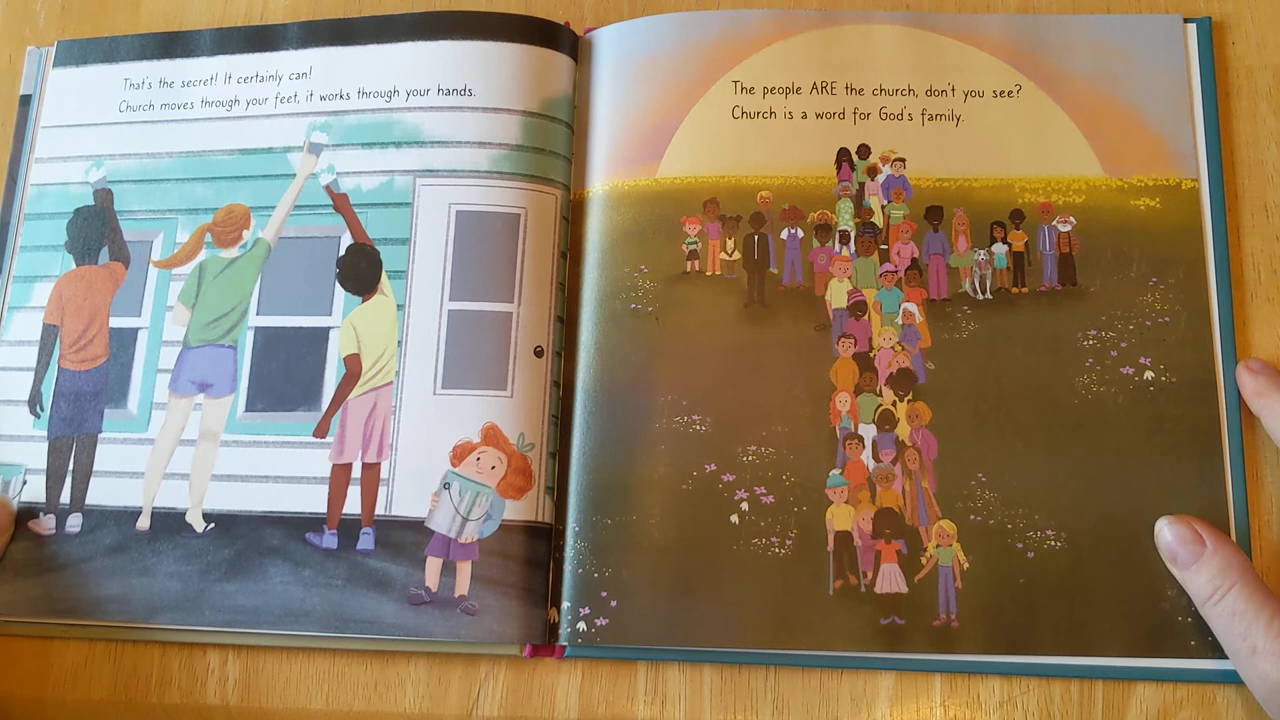 That's the secret! It certainly can!
Church moves through your feet, it works through your hands.
The people ARE the church, don't you see?
Church is a word for God's family.